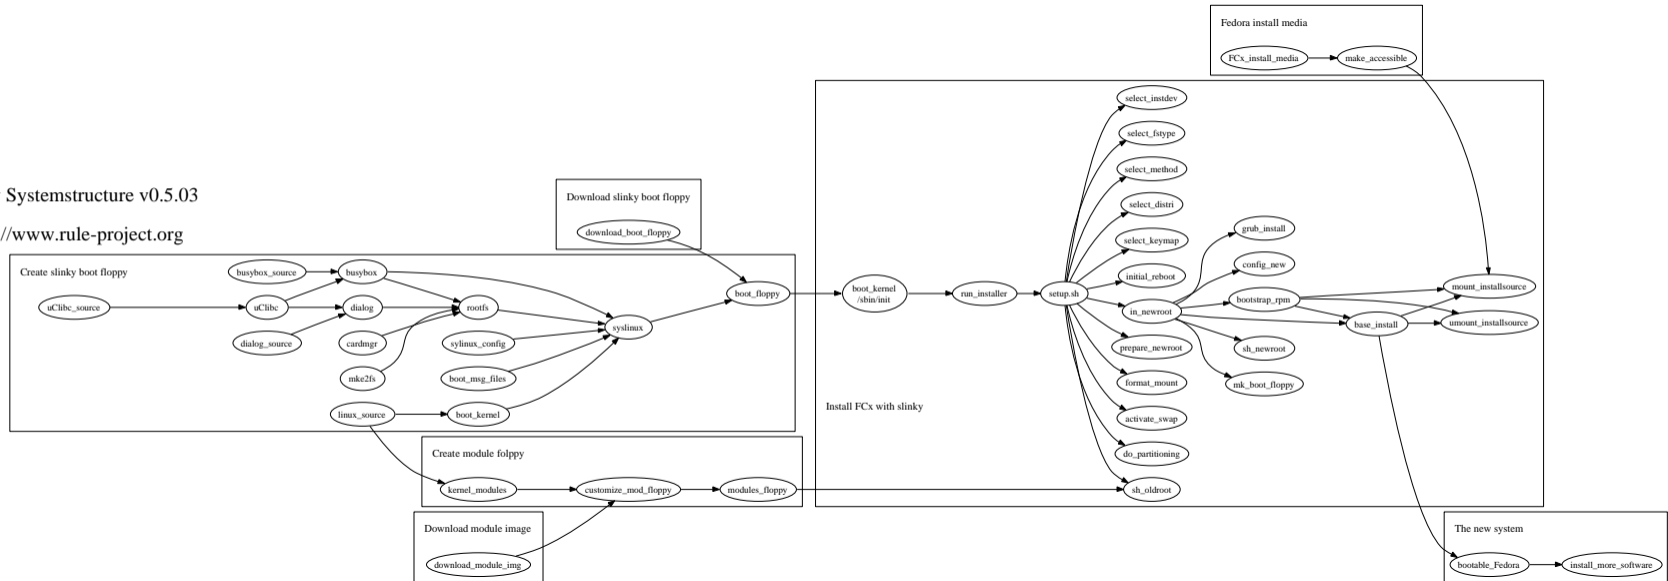 Systemstructure v0.5.03
//www.rule-project.org
Create slinky boot floppy
uClibc_source
busybox_source
uClibc
dialog_source
busybox
dialog
cardmgr
mke2fs
linux_source
rootfs
sylinux_config
boot_msg_files
boot_kernel
syslinux
Download slinky boot floppy
download_boot_floppy
boot_floppy
Create module folppy
kernel_modules
customize_mod_floppy
modules_floppy
Download module image
download_module_img
Install FCx with slinky
boot_kernel
/sbin/init
run_installer
setup.sh
select_instdev
select_fstype
select_method
select_distri
select_keymap
initial_reboot
in_newroot
prepare_newroot
format_mount
activate_swap
do_partitioning
sh_oldroot
grub_install
config_new
bootstrap_rpm
sh_newroot
mk_boot_floppy
base_install
mount_installsource
umount_installsource
Fedora install media
FCx_install_media
make_accessible
The new system
bootable_Fedora
install_more_software